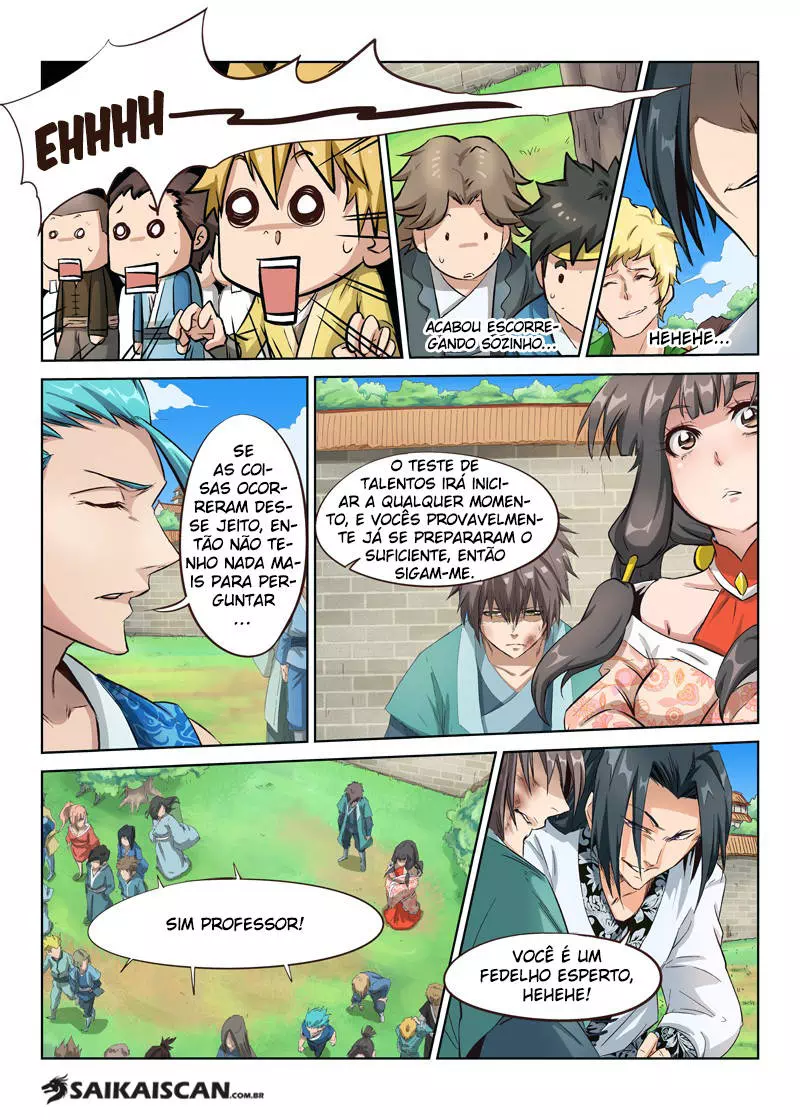 EHHHH
ACABOU ESCORRE-
GANDO SOZINHO...
HEHEHE...
SE
AS COI-
SAS OCOR-
RERAM DES-
SE JEITO, EN-
TÃO NÃO TE-
NHO NADA MA-
IS PARA PER-
GUNTAR
...
O TESTE DE
TALENTOS IRÁ INICI-
AR A QUALQUER MOMEN-
TO, E VOCÊS PROVAVELMEN-
TE JÁ SE PREPARARAM O
SUFICIENTE, ENTÃO
SIGAM-ME.
SIM PROFESSOR!
VOCÊ É UM
FEDELHO ESPERTO,
HEHEHE!
SAIKAISCAN.COM.BR